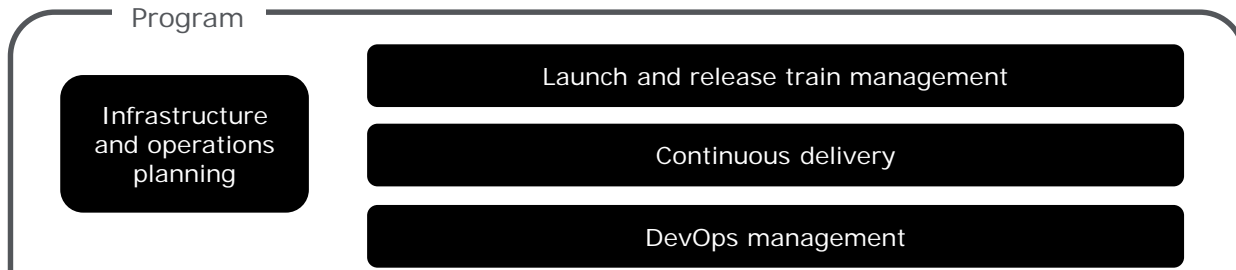 Program
Infrastructure
and operations
planning
Launch and release train management
Continuous delivery
DevOps management